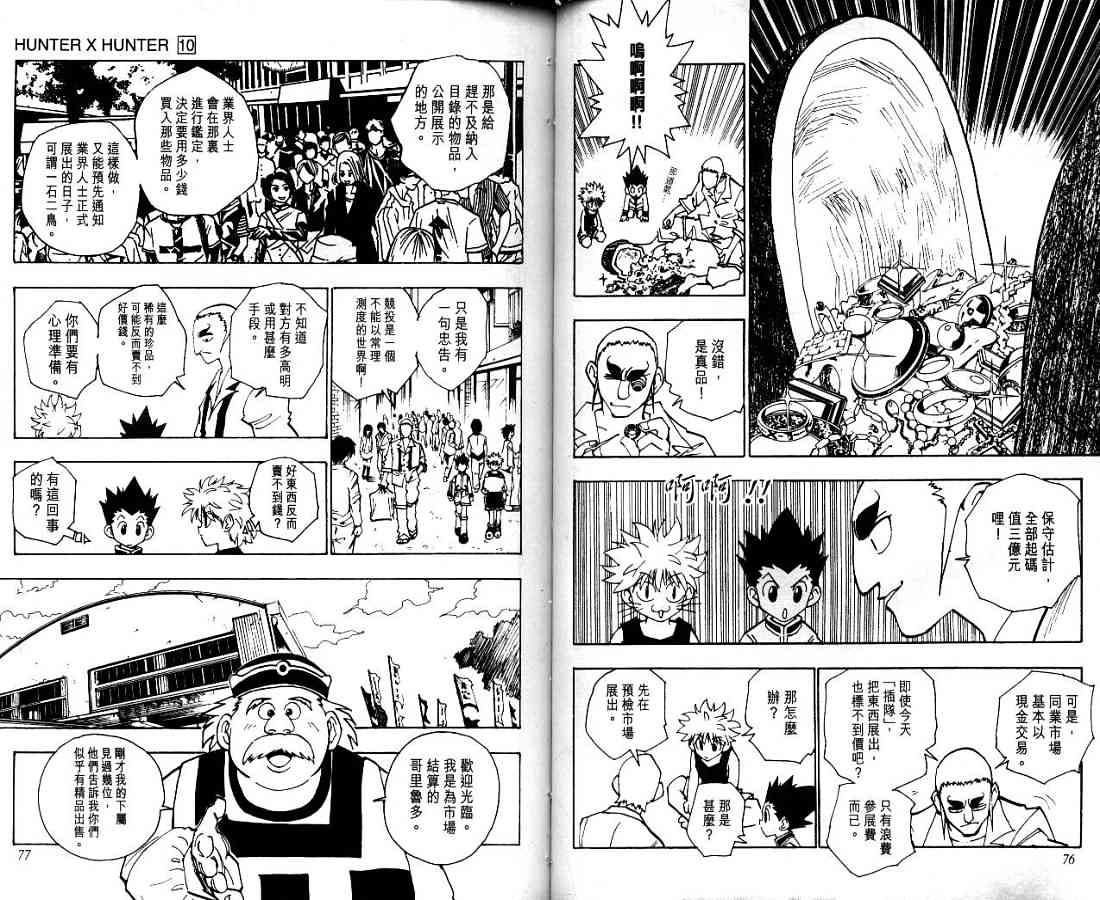 嗚啊啊啊!!
沒錯，
是真品！
啊啊!!
保守估計，
全部起碼
值三億元
哩！
可是，
同業市場
基本以
現金交易。
即使今天
「插隊」，
把東西展出，
也標不到價吧？
只有浪費
參展費
而已。
那怎麼
辦？
先在
預檢市場
展出。
那是
甚麼？
76
HUNTER X HUNTER 10
那是給
趕不及納入
目錄的物品，
公開展示
的地方。
業界人士
會在那裏
進行鑑定，
決定要用多少錢
買入那些物品。
這樣做，
又能預先通知
業界人士正式
展出的日子，
可謂一石二鳥。
只是我有
一句忠告，
競投是一個
不能以常理
測度的世界啊！
不知道
對方有多高明
或用甚麼
手段。
這麼
稀有的珍品，
可能反而賣不到
好價錢。
你們要有
心理準備。
好東西反而
賣不到錢？
有這回事
的嗎？
歡迎光臨。
我是為市場
結算的
哥里魯多。
剛才我的下屬
見過幾位，
他們告訴我你們
似乎有精品出售。
77